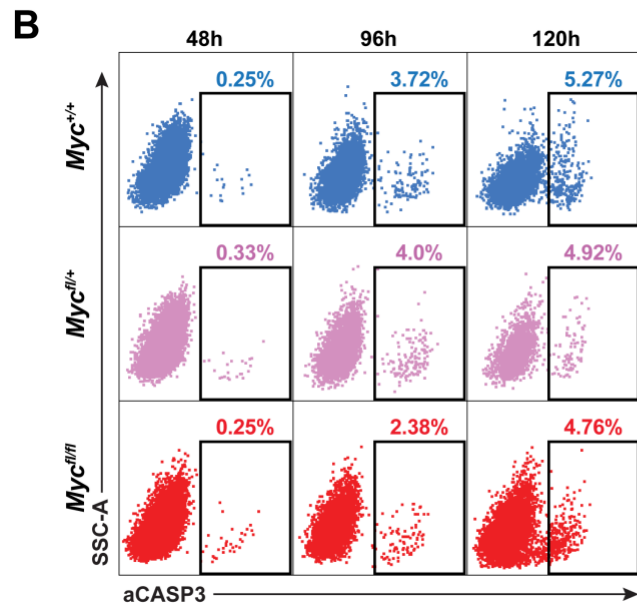 B
48h 96h 120h
Myc+/+ 0.25% 3.72% 5.27%
Mycfl/+ 0.33% 4.0% 4.92%
Mycfl/fl 0.25% 2.38% 4.76%
SSC-A
aCASP3